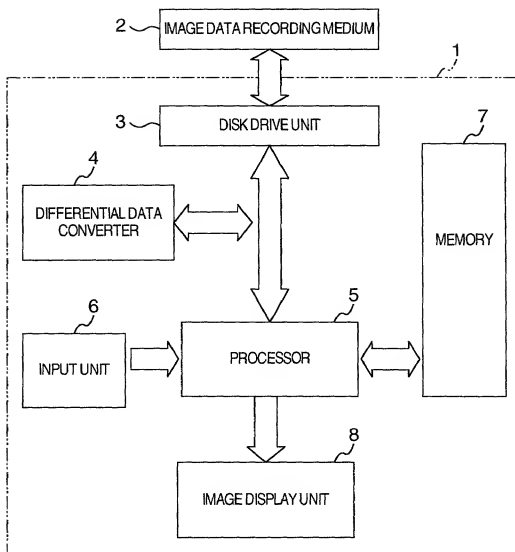 2
IMAGE DATA RECORDING MEDIUM
1
3
DISK DRIVE UNIT
7
4
DIFFERENTIAL DATA
CONVERTER
MEMORY
5
6
PROCESSOR
INPUT UNIT
8
IMAGE DISPLAY UNIT